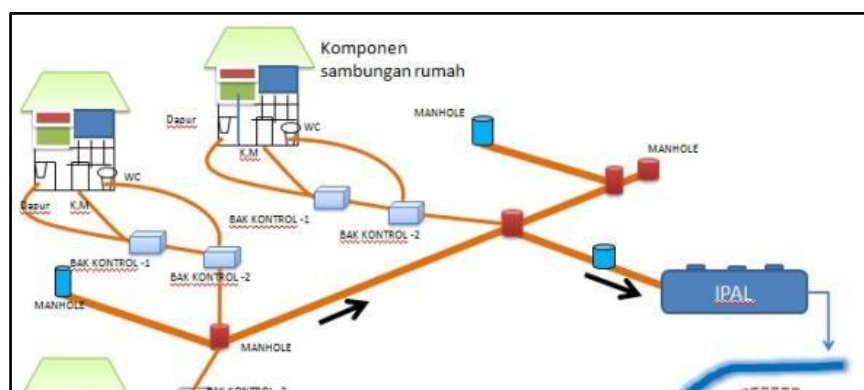 Komponen
sambungan rumah
Dapur
WC
K.M
BAK KONTROL -1
BAK KONTROL -2
MANHOLE
MANHOLE
WC
Dapur
K.M
BAK KONTROL -1
BAK KONTROL -2
MANHOLE
MANHOLE
IPAL